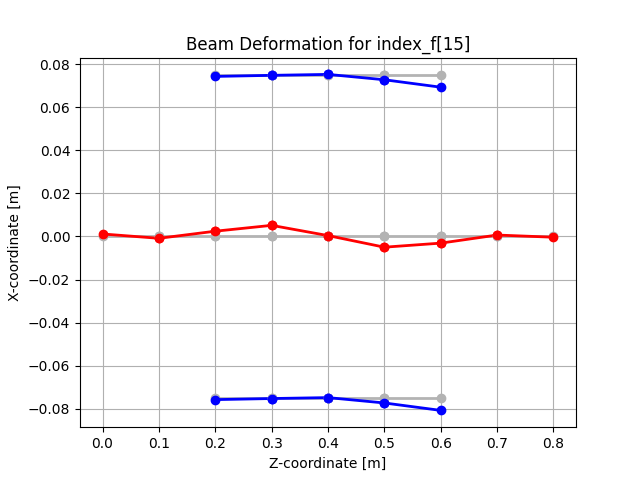 Beam Deformation for index_f[15]
0.08
0.06
0.04
0.02
0.00
−0.02
−0.04
−0.06
−0.08
X-coordinate [m]
0.0 0.1 0.2 0.3 0.4 0.5 0.6 0.7 0.8
Z-coordinate [m]